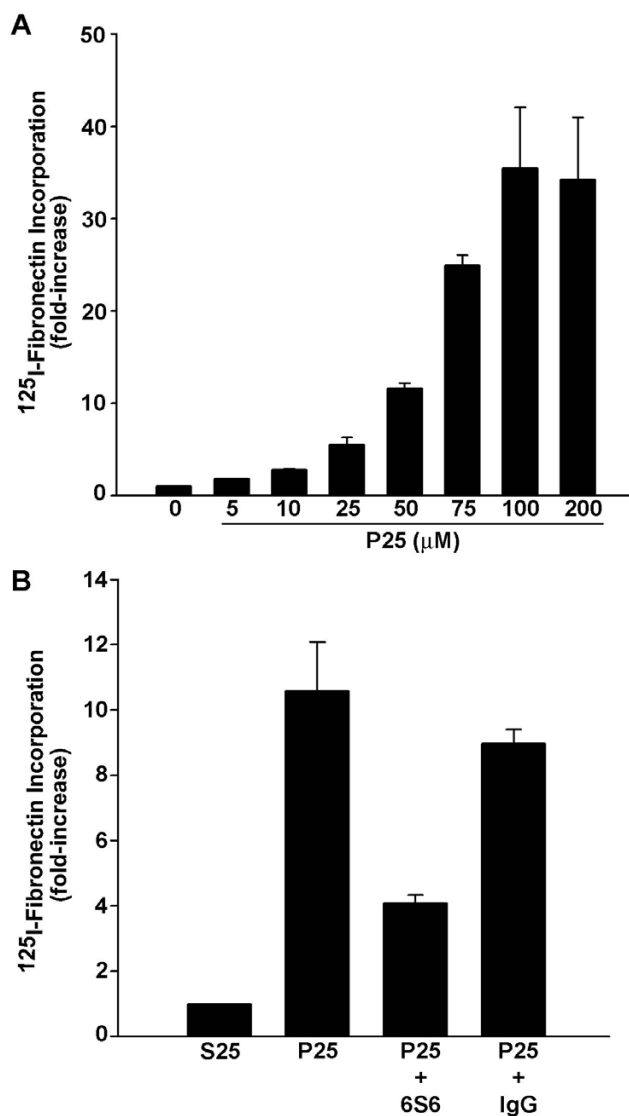 A
¹²⁵I-Fibronectin Incorporation
(fold-increase)
50
40
30
20
10
0
0 5 10 25 50 75 100 200
P25 (μM)
B
¹²⁵I-Fibronectin Incorporation
(fold-increase)
14
12
10
8
6
4
2
0
S25 P25 P25 P25
+ +
6S6 IgG